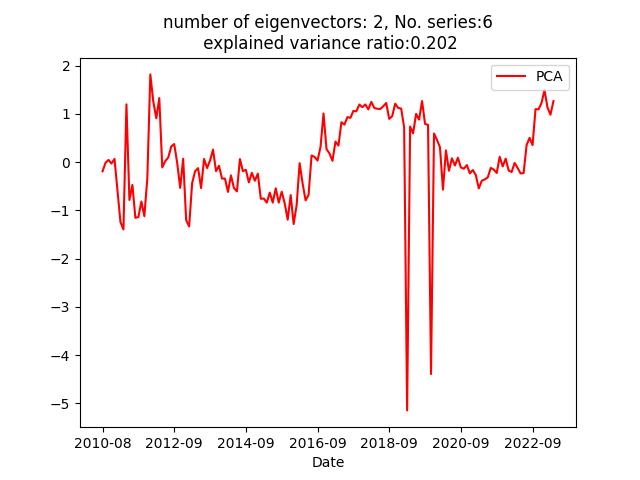 number of eigenvectors: 2, No. series:6
explained variance ratio:0.202
PCA
2
1
0
−1
−2
−3
−4
−5
2010-08 2012-09 2014-09 2016-09 2018-09 2020-09 2022-09
Date